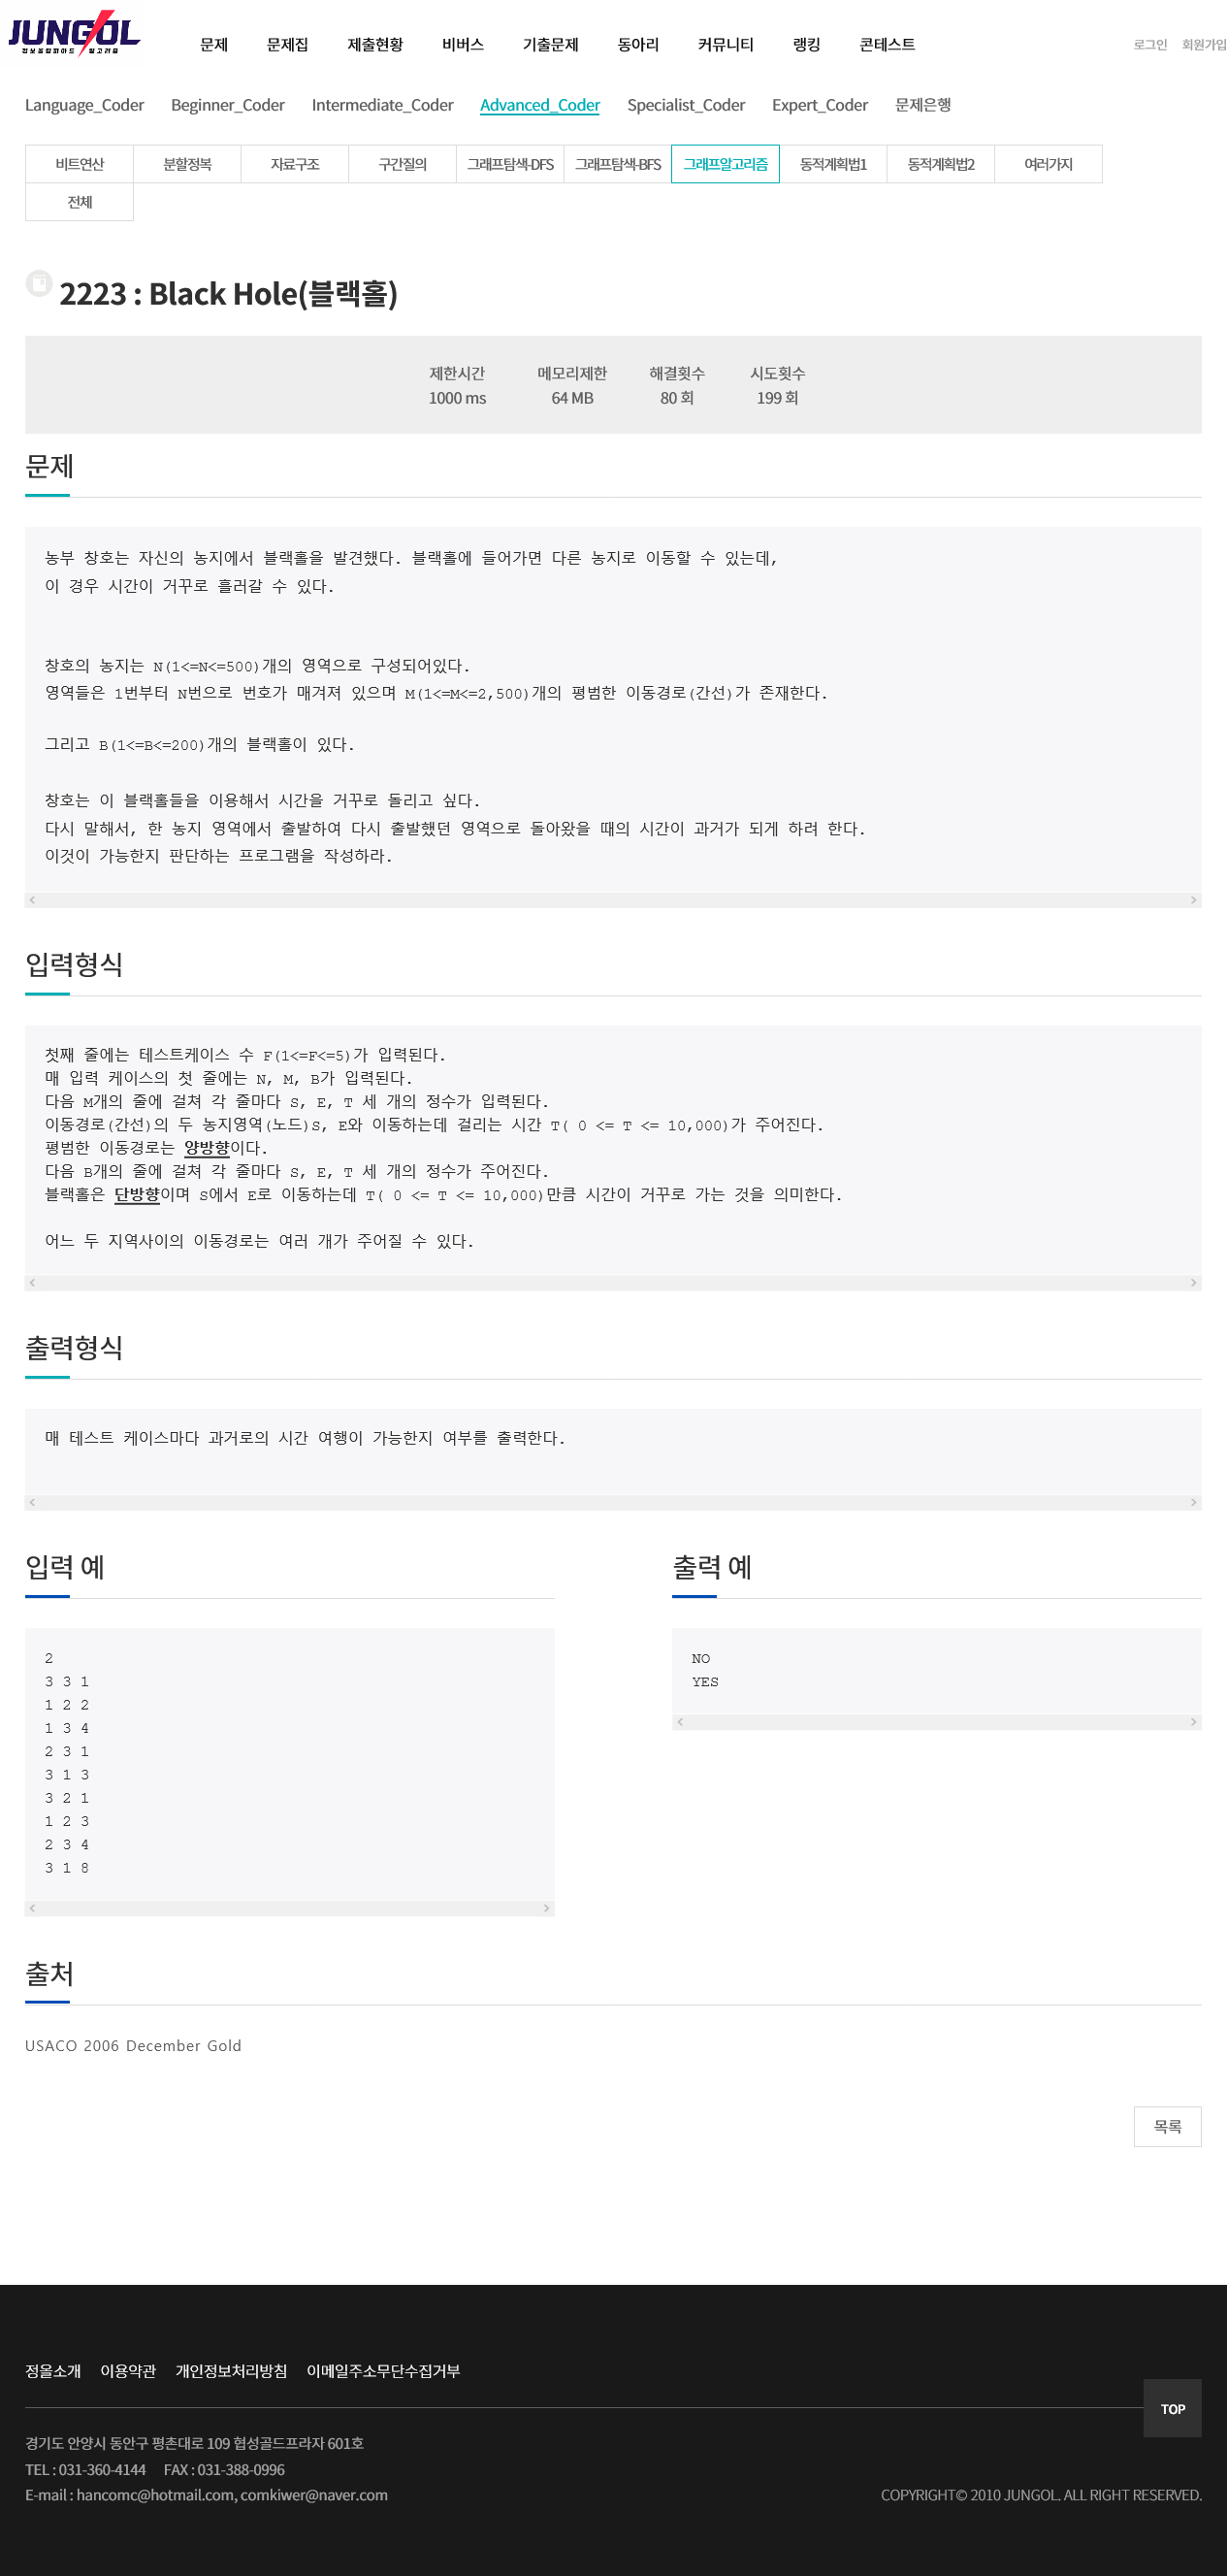 JUNGOL
정보올림피아드 알고리즘
문제 문제집 제출현황 비버스 기출문제 동아리 커뮤니티 랭킹 콘테스트 로그인 회원가입
Language_Coder Beginner_Coder Intermediate_Coder Advanced_Coder Specialist_Coder Expert_Coder 문제은행
비트연산 분할정복 자료구조 구간질의 그래프탐색-DFS 그래프탐색-BFS 그래프알고리즘 동적계획법1 동적계획법2 여러가지
전체
2223 : Black Hole(블랙홀)
제한시간 메모리제한 해결횟수 시도횟수
1000 ms 64 MB 80 회 199 회
문제
농부 창호는 자신의 농지에서 블랙홀을 발견했다. 블랙홀에 들어가면 다른 농지로 이동할 수 있는데,
이 경우 시간이 거꾸로 흘러갈 수 있다.
창호의 농지는 N(1<=N<=500)개의 영역으로 구성되어있다.
영역들은 1번부터 N번으로 번호가 매겨져 있으며 M(1<=M<=2,500)개의 평범한 이동경로(간선)가 존재한다.
그리고 B(1<=B<=200)개의 블랙홀이 있다.
창호는 이 블랙홀들을 이용해서 시간을 거꾸로 돌리고 싶다.
다시 말해서, 한 농지 영역에서 출발하여 다시 출발했던 영역으로 돌아왔을 때의 시간이 과거가 되게 하려 한다.
이것이 가능한지 판단하는 프로그램을 작성하라.
입력형식
첫째 줄에는 테스트케이스 수 F(1<=F<=5)가 입력된다.
매 입력 케이스의 첫 줄에는 N, M, B가 입력된다.
다음 M개의 줄에 걸쳐 각 줄마다 S, E, T 세 개의 정수가 입력된다.
이동경로(간선)의 두 농지영역(노드)S, E와 이동하는데 걸리는 시간 T( 0 <= T <= 10,000)가 주어진다.
평범한 이동경로는 양방향이다.
다음 B개의 줄에 걸쳐 각 줄마다 S, E, T 세 개의 정수가 주어진다.
블랙홀은 단방향이며 S에서 E로 이동하는데 T( 0 <= T <= 10,000)만큼 시간이 거꾸로 가는 것을 의미한다.
어느 두 지역사이의 이동경로는 여러 개가 주어질 수 있다.
출력형식
매 테스트 케이스마다 과거로의 시간 여행이 가능한지 여부를 출력한다.
입력 예
2
3 3 1
1 2 2
1 3 4
2 3 1
3 1 3
3 2 1
1 2 3
2 3 4
3 1 8
출력 예
NO
YES
출처
USACO 2006 December Gold
목록
정올소개 이용약관 개인정보처리방침 이메일주소무단수집거부
TOP
경기도 안양시 동안구 평촌대로 109 협성골드프라자 601호
TEL : 031-360-4144 FAX : 031-388-0996
E-mail : hancomc@hotmail.com, comkiwer@naver.com
COPYRIGHT© 2010 JUNGOL. ALL RIGHT RESERVED.